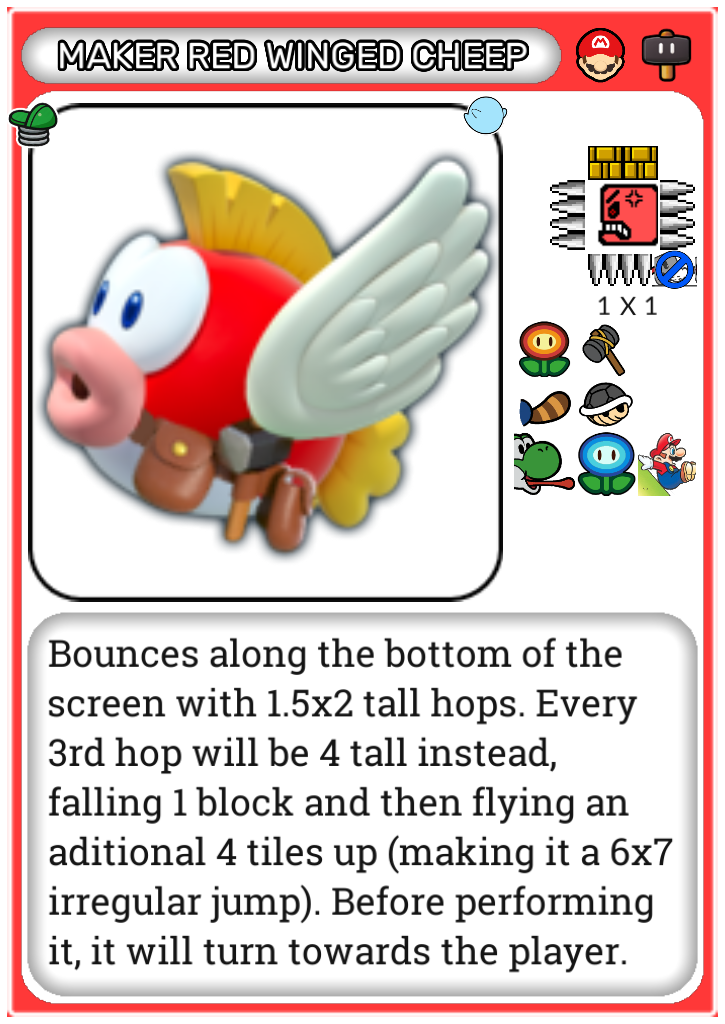 MAKER RED WINGED CHEEP
1 X 1
Bounces along the bottom of the
screen with 1.5x2 tall hops. Every
3rd hop will be 4 tall instead,
falling 1 block and then flying an
aditional 4 tiles up (making it a 6x7
irregular jump). Before performing
it, it will turn towards the player.